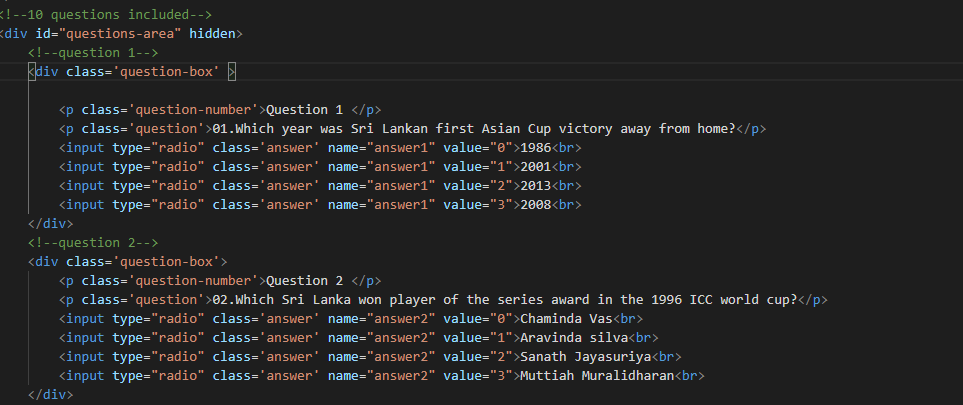 <!--10 questions included-->
<div id="questions-area" hidden>
<!--question 1-->
<div class='question-box' >
<p class='question-number'>Question 1 </p>
<p class='question'>01.Which year was Sri Lankan first Asian Cup victory away from home?</p>
<input type="radio" class='answer' name="answer1" value="0">1986<br>
<input type="radio" class='answer' name="answer1" value="1">2001<br>
<input type="radio" class='answer' name="answer1" value="2">2013<br>
<input type="radio" class='answer' name="answer1" value="3">2008<br>
</div>
<!--question 2-->
<div class='question-box'>
<p class='question-number'>Question 2 </p>
<p class='question'>02.Which Sri Lanka won player of the series award in the 1996 ICC world cup?</p>
<input type="radio" class='answer' name="answer2" value="0">Chaminda Vas<br>
<input type="radio" class='answer' name="answer2" value="1">Aravinda silva<br>
<input type="radio" class='answer' name="answer2" value="2">Sanath Jayasuriya<br>
<input type="radio" class='answer' name="answer2" value="3">Muttiah Muralidharan<br>
</div>